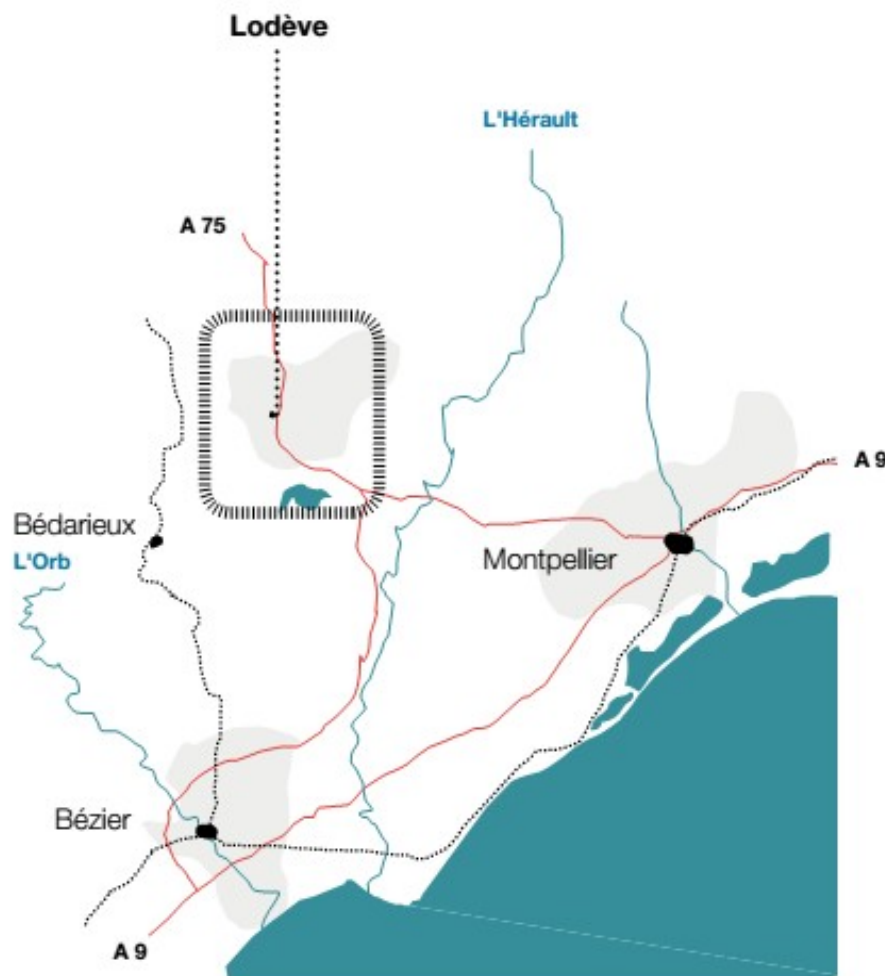 Lodève
L'Hérault
A 75
A 9
Bédarieux
L'Orb
Montpellier
Bézier
A 9